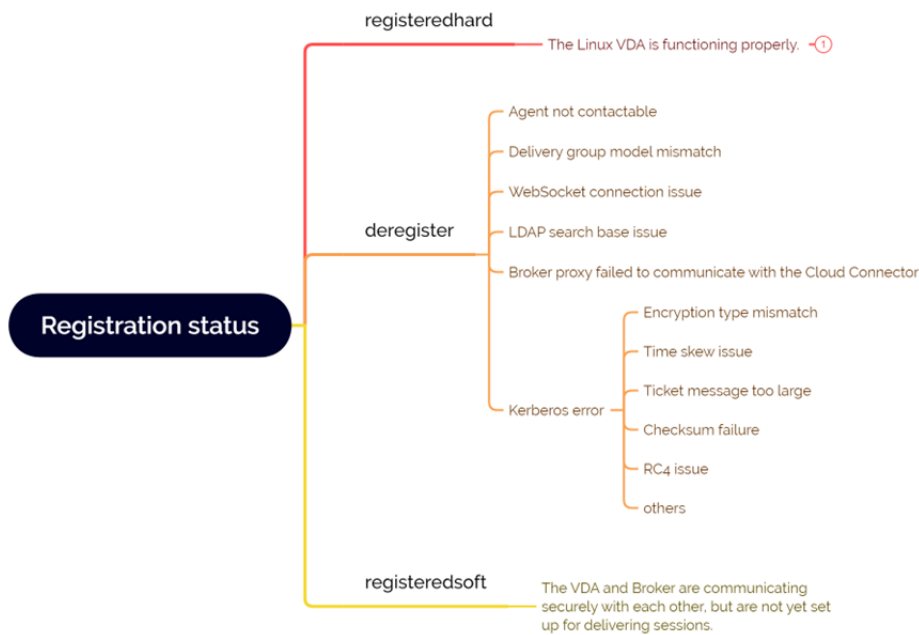 registeredhard
The Linux VDA is functioning properly.
1
Agent not contactable
Delivery group model mismatch
WebSocket connection issue
deregister
LDAP search base issue
Broker proxy failed to communicate with the Cloud Connector
Registration status
Encryption type mismatch
Time skew issue
Ticket message too large
Kerberos error
Checksum failure
RC4 issue
others
registeredsoft
The VDA and Broker are communicating
securely with each other, but are not yet set
up for delivering sessions.